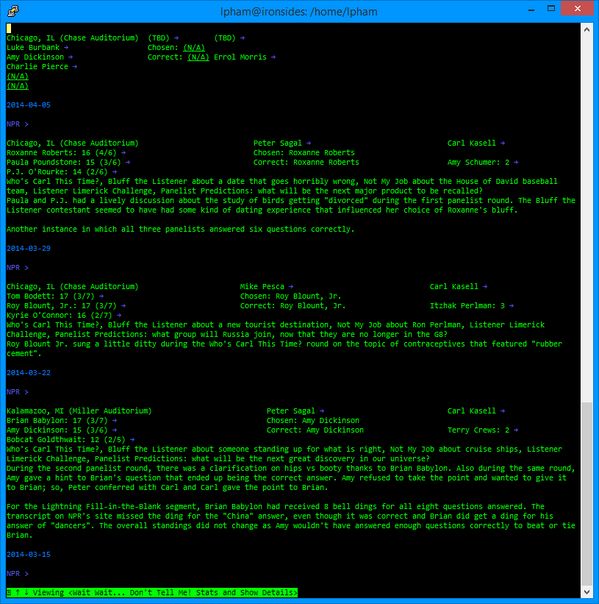 lpham@ironsides: /home/lpham
Chicago, IL (Chase Auditorium) (TBD) → (TBD) →
Luke Burbank → Chosen: (N/A)
Amy Dickinson → Correct: (N/A) Errol Morris →
Charlie Pierce →
(N/A)
(N/A)
2014-04-05
NPR >
Chicago, IL (Chase Auditorium) Peter Sagal → Carl Kasell →
Roxanne Roberts: 16 (4/6) → Chosen: Roxanne Roberts
Paula Poundstone: 15 (3/6) → Correct: Roxanne Roberts Amy Schumer: 2 →
P.J. O'Rourke: 14 (2/6) →
Who's Carl This Time?, Bluff the Listener about a date that goes horribly wrong, Not My Job about the House of David baseball
team, Listener Limerick Challenge, Panelist Predictions: what will be the next major product to be recalled?
Paula and P.J. had a lively discussion about the study of birds getting "divorced" during the first panelist round. The Bluff the
Listener contestant seemed to have had some kind of dating experience that influenced her choice of Roxanne's bluff.
Another instance in which all three panelists answered six questions correctly.
2014-03-29
NPR >
Chicago, IL (Chase Auditorium) Mike Pesca → Carl Kasell →
Tom Bodett: 17 (3/7) → Chosen: Roy Blount, Jr.
Roy Blount, Jr.: 17 (3/7) → Correct: Roy Blount, Jr. Itzhak Perlman: 3 →
Kyrie O'Connor: 16 (2/7) →
Who's Carl This Time?, Bluff the Listener about a new tourist destination, Not My Job about Ron Perlman, Listener Limerick
Challenge, Panelist Predictions: what group will Russia join, now that they are no longer in the G8?
Roy Blount Jr. sung a little ditty during the Who's Carl This Time? round on the topic of contraceptives that featured "rubber
cement".
2014-03-22
NPR >
Kalamazoo, MI (Miller Auditorium) Peter Sagal → Carl Kasell →
Brian Babylon: 17 (3/7) → Chosen: Amy Dickinson
Amy Dickinson: 15 (3/6) → Correct: Amy Dickinson Terry Crews: 2 →
Bobcat Goldthwait: 12 (2/5) →
Who's Carl This Time?, Bluff the Listener about someone standing up for what is right, Not My Job about cruise ships, Listener
Limerick Challenge, Panelist Predictions: what will be the next great discovery in our universe?
During the second panelist round, there was a clarification on hips vs booty thanks to Brian Babylon. Also during the same round,
Amy gave a hint to Brian's question that ended up being the correct answer. Amy refused to take the point and wanted to give it
to Brian; so, Peter conferred with Carl and Carl gave the point to Brian.
For the Lightning Fill-in-the-Blank segment, Brian Babylon had received 8 bell dings for all eight questions answered. The
transcript on NPR's site missed the ding for the "China" answer, even though it was correct and Brian did get a ding for his
answer of "dancers". The overall standings did not change as Amy wouldn't have answered enough questions correctly to beat or tie
Brian.
2014-03-15
NPR >
↑ ↓ Viewing <Wait Wait... Don't Tell Me! Stats and Show Details>